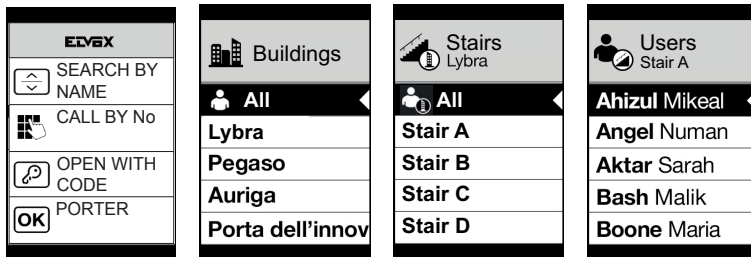 ELVOX
SEARCH BY
NAME
CALL BY No
OPEN WITH
CODE
OK
PORTER
Buildings
All
Lybra
Pegaso
Auriga
Porta dell'innov
Stairs
Lybra
All
Stair A
Stair B
Stair C
Stair D
Users
Stair A
Ahizul Mikeal
Angel Numan
Aktar Sarah
Bash Malik
Boone Maria